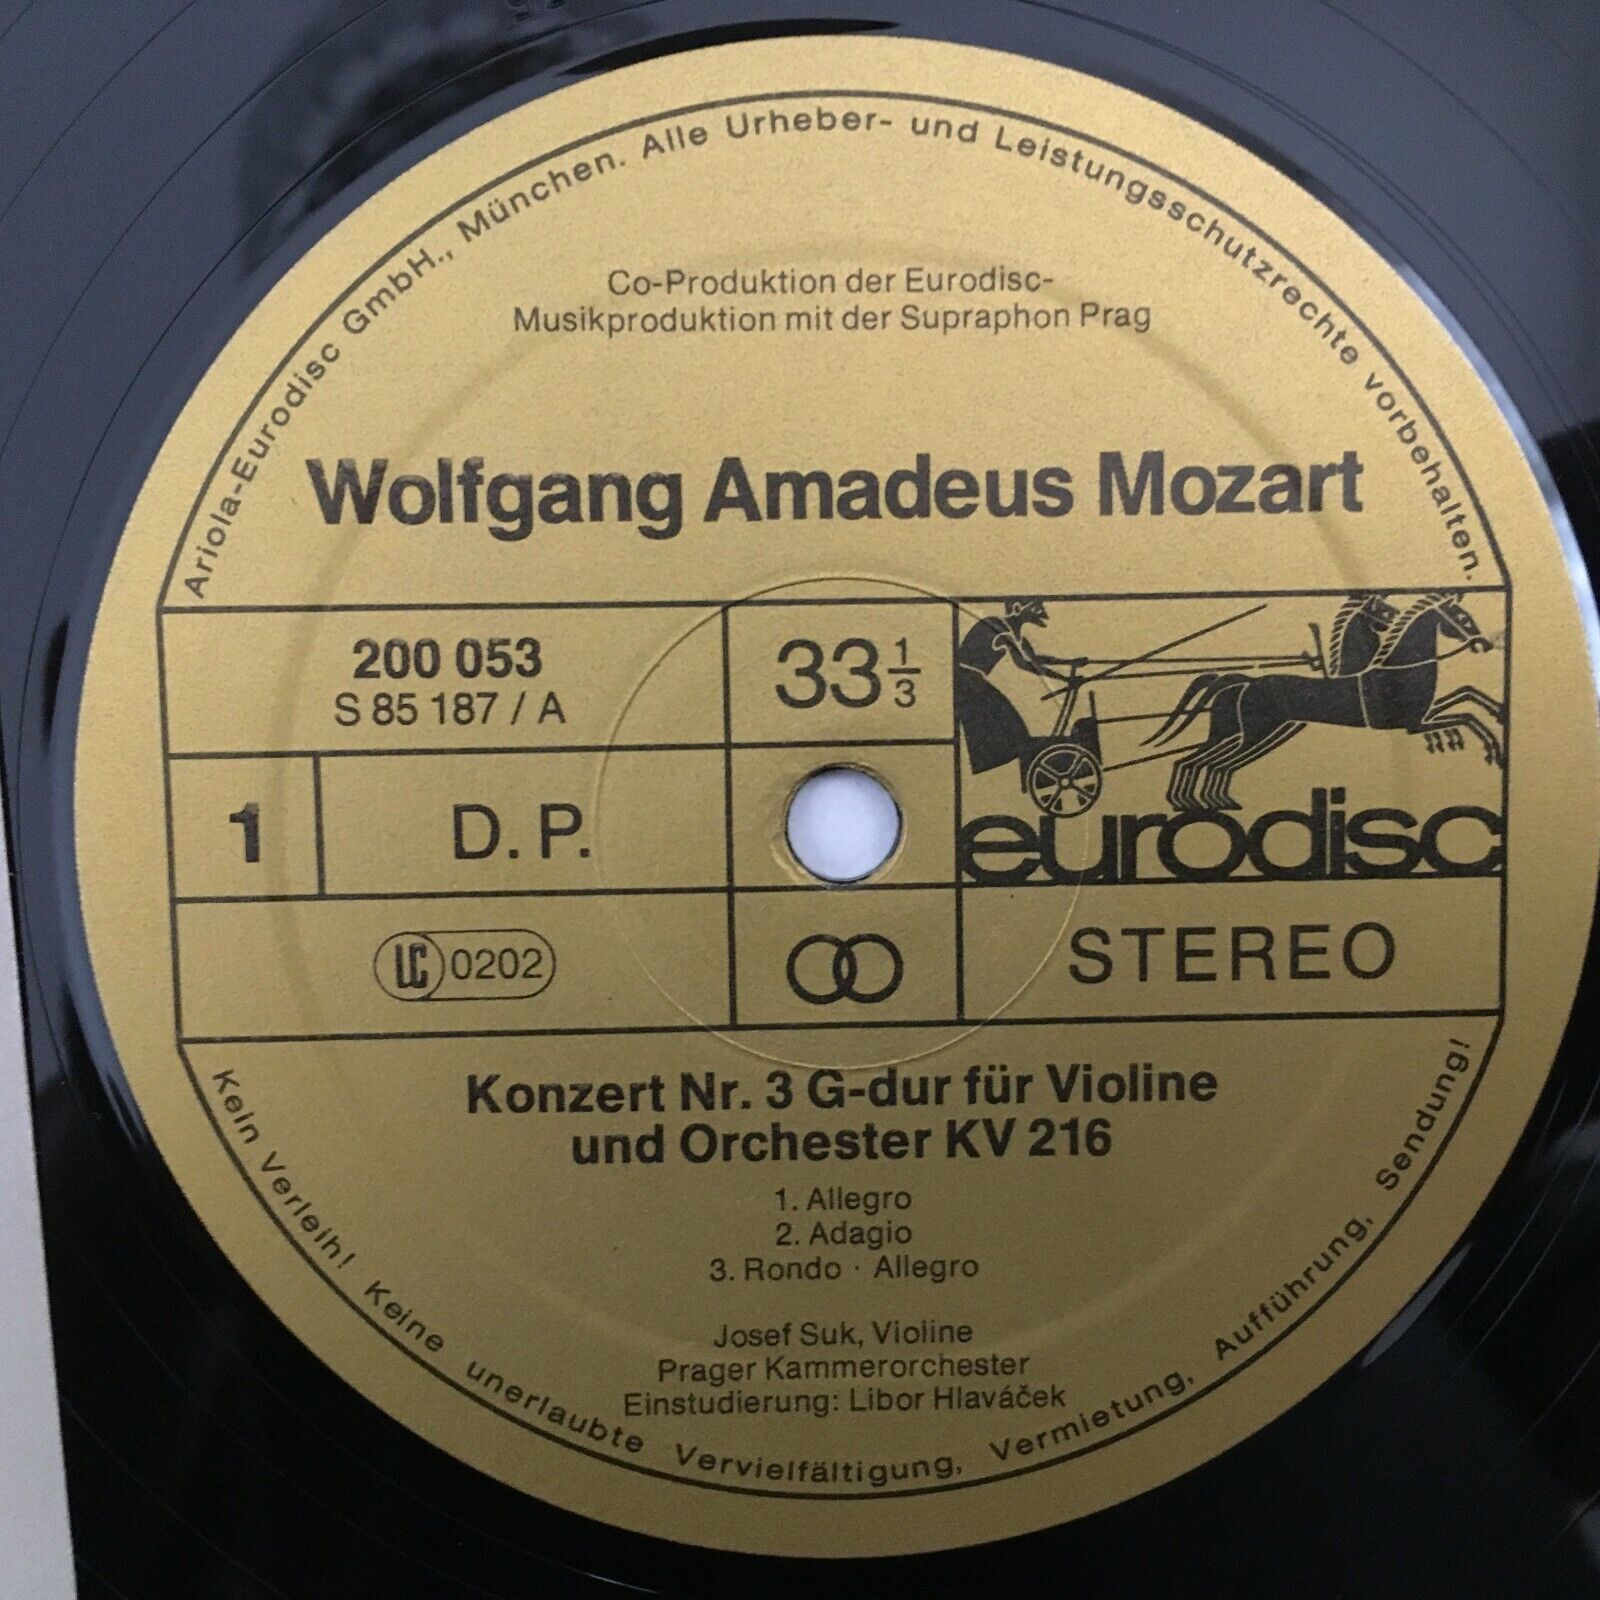 Ariola-Eurodisc GmbH., München. Alle Urheber- und Leistungsschutzrechte vorbehalten.
Co-Produktion der Eurodisc-
Musikproduktion mit der Supraphon Prag
Wolfgang Amadeus Mozart
200 053
S 85 187 / A
33 1/3
1
D. P.
eurodisc
LC 0202
STEREO
Konzert Nr. 3 G-dur für Violine
und Orchester KV 216
1. Allegro
2. Adagio
3. Rondo · Allegro
Josef Suk, Violine
Prager Kammerorchester
Einstudierung: Libor Hlaváček
Kein Verleih! Keine unerlaubte Vervielfältigung, Vermietung, Aufführung, Sendung!